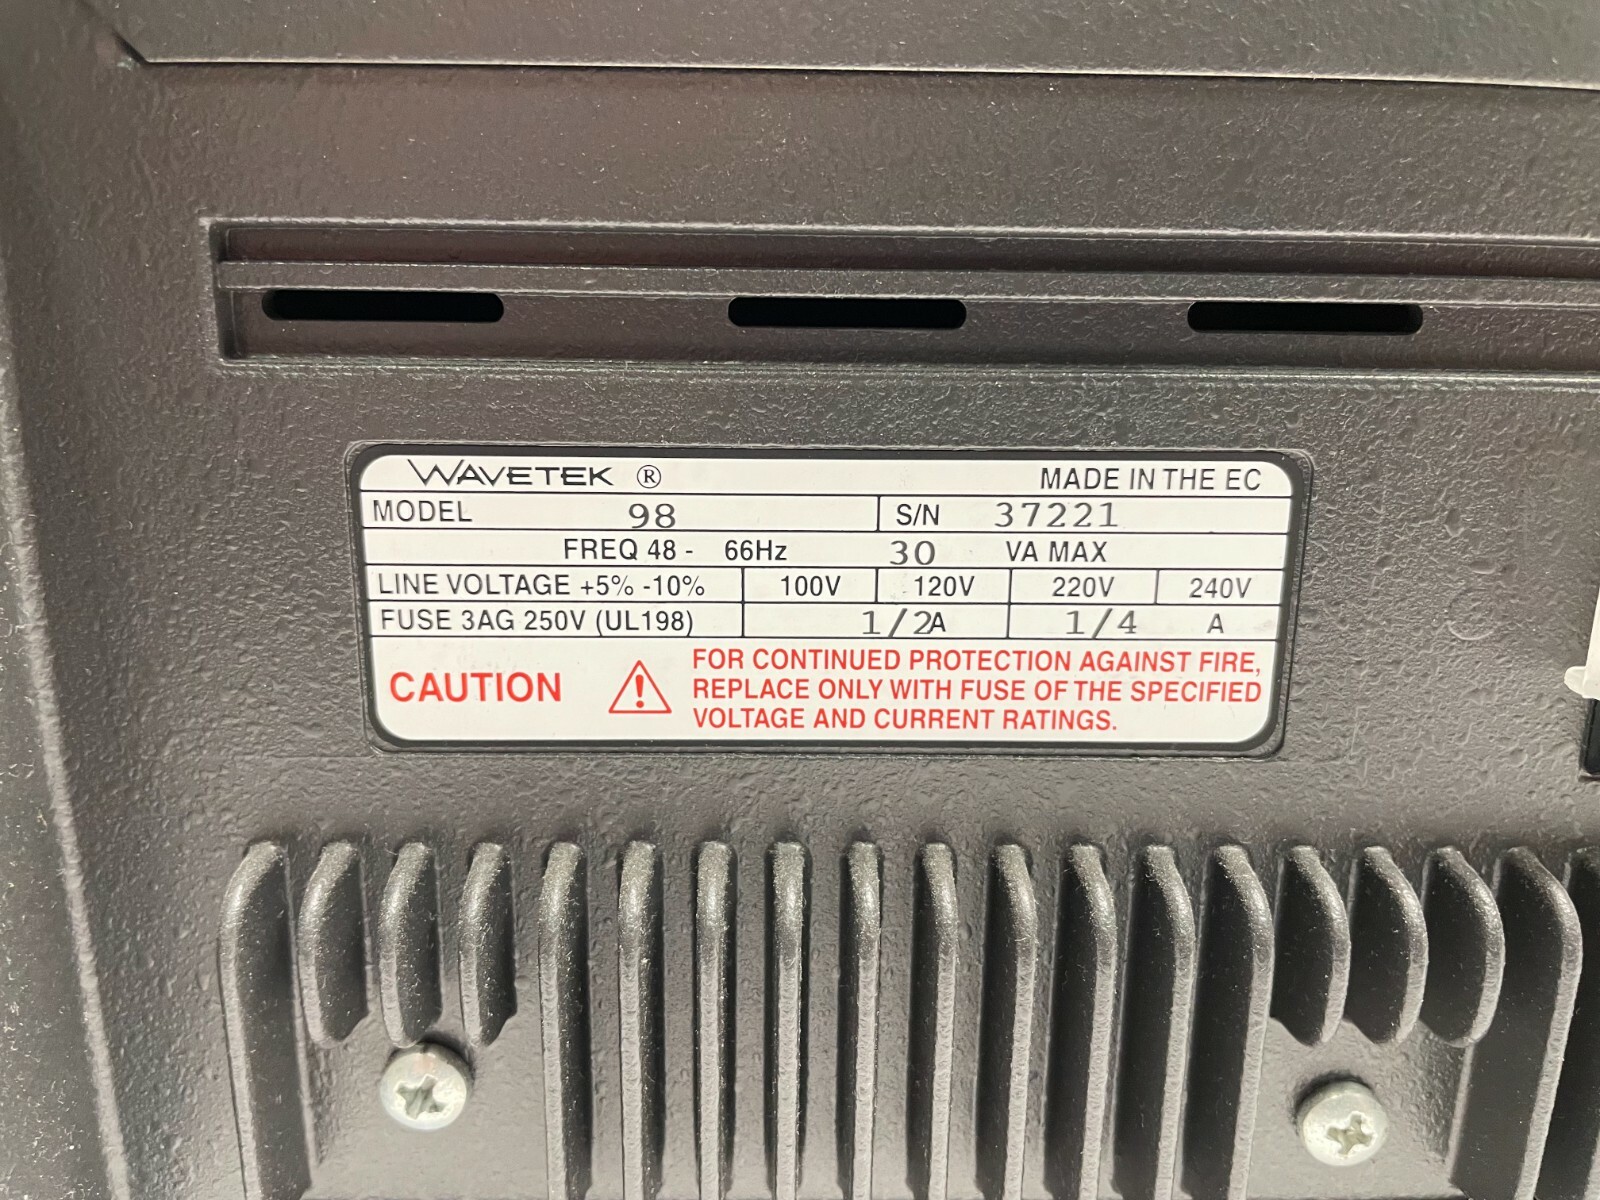 WAVETEK ® MADE IN THE EC
MODEL 98 S/N 37221
FREQ 48 - 66Hz 30 VA MAX
LINE VOLTAGE +5% -10% 100V 120V 220V 240V
FUSE 3AG 250V (UL198) 1/2A 1/4 A
CAUTION
FOR CONTINUED PROTECTION AGAINST FIRE,
REPLACE ONLY WITH FUSE OF THE SPECIFIED
VOLTAGE AND CURRENT RATINGS.